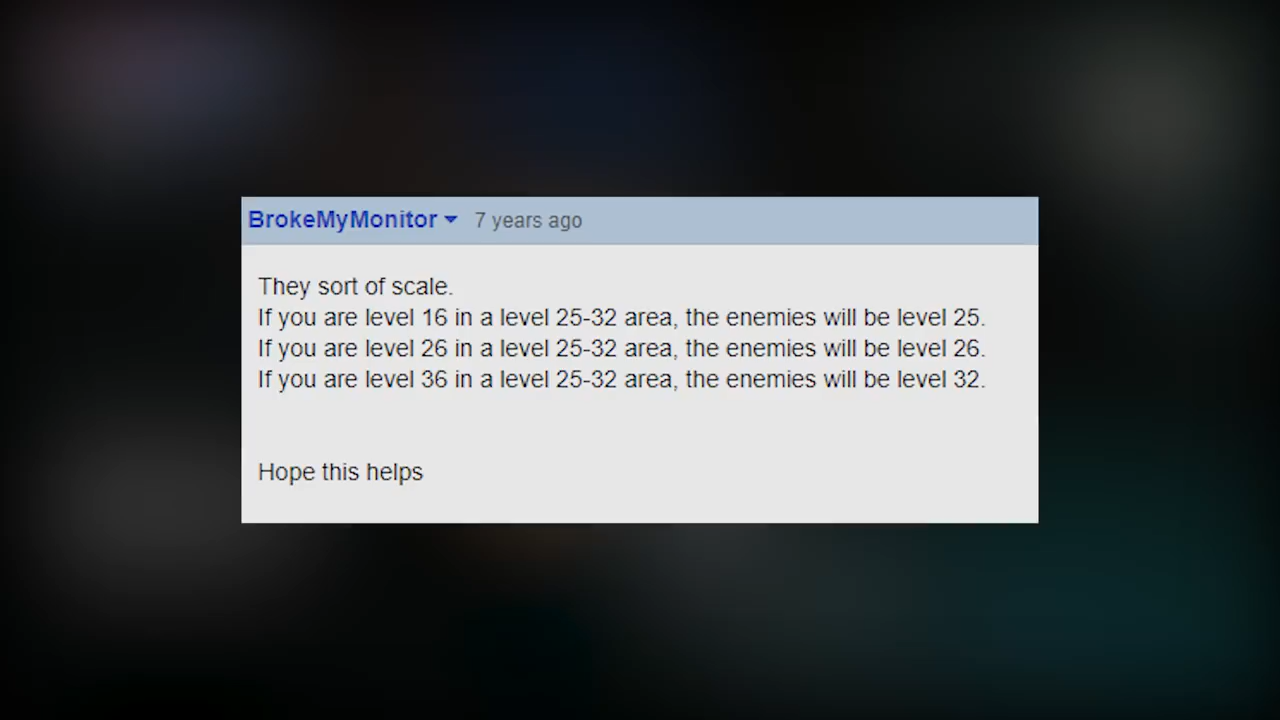 BrokeMyMonitor 7 years ago
They sort of scale.
If you are level 16 in a level 25-32 area, the enemies will be level 25.
If you are level 26 in a level 25-32 area, the enemies will be level 26.
If you are level 36 in a level 25-32 area, the enemies will be level 32.
Hope this helps